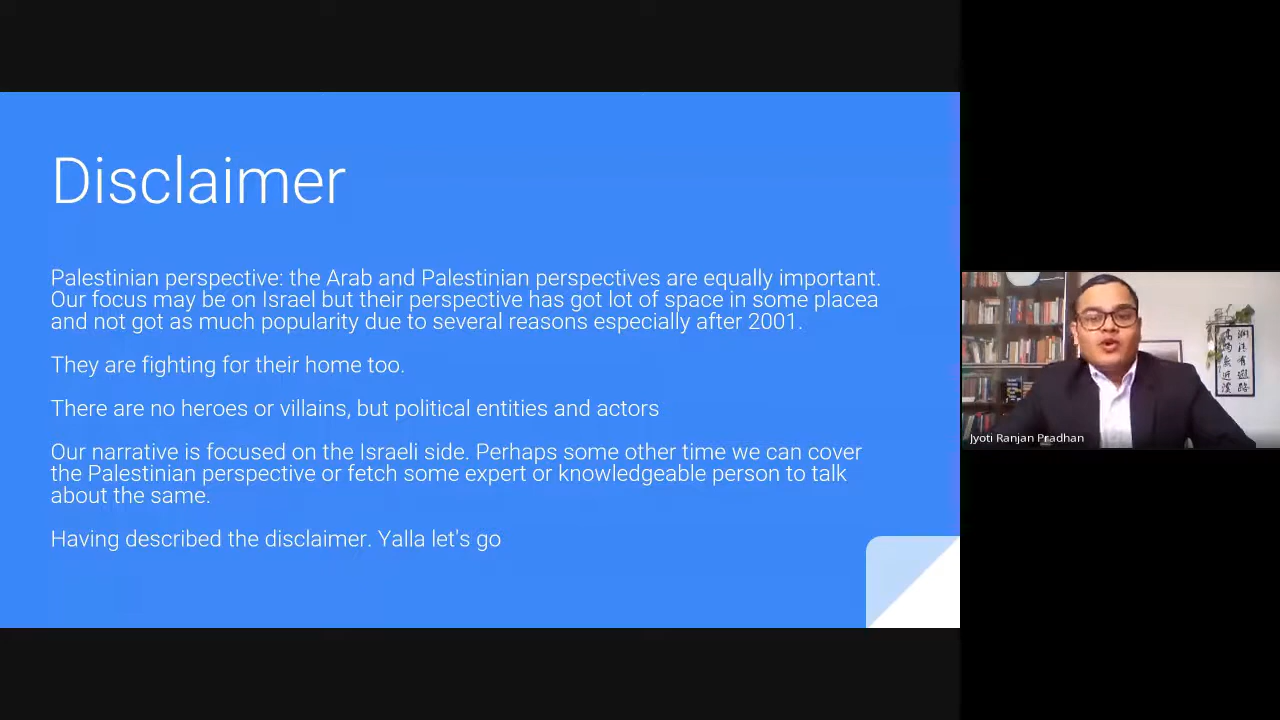 Disclaimer
Palestinian perspective: the Arab and Palestinian perspectives are equally important.
Our focus may be on Israel but their perspective has got lot of space in some placea
and not got as much popularity due to several reasons especially after 2001.
They are fighting for their home too.
There are no heroes or villains, but political entities and actors
Our narrative is focused on the Israeli side. Perhaps some other time we can cover
the Palestinian perspective or fetch some expert or knowledgeable person to talk
about the same.
Having described the disclaimer. Yalla let's go
Jyoti Ranjan Pradhan